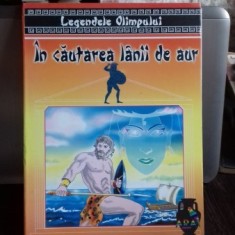 Legendele Olimpului
În căutarea lânii de aur